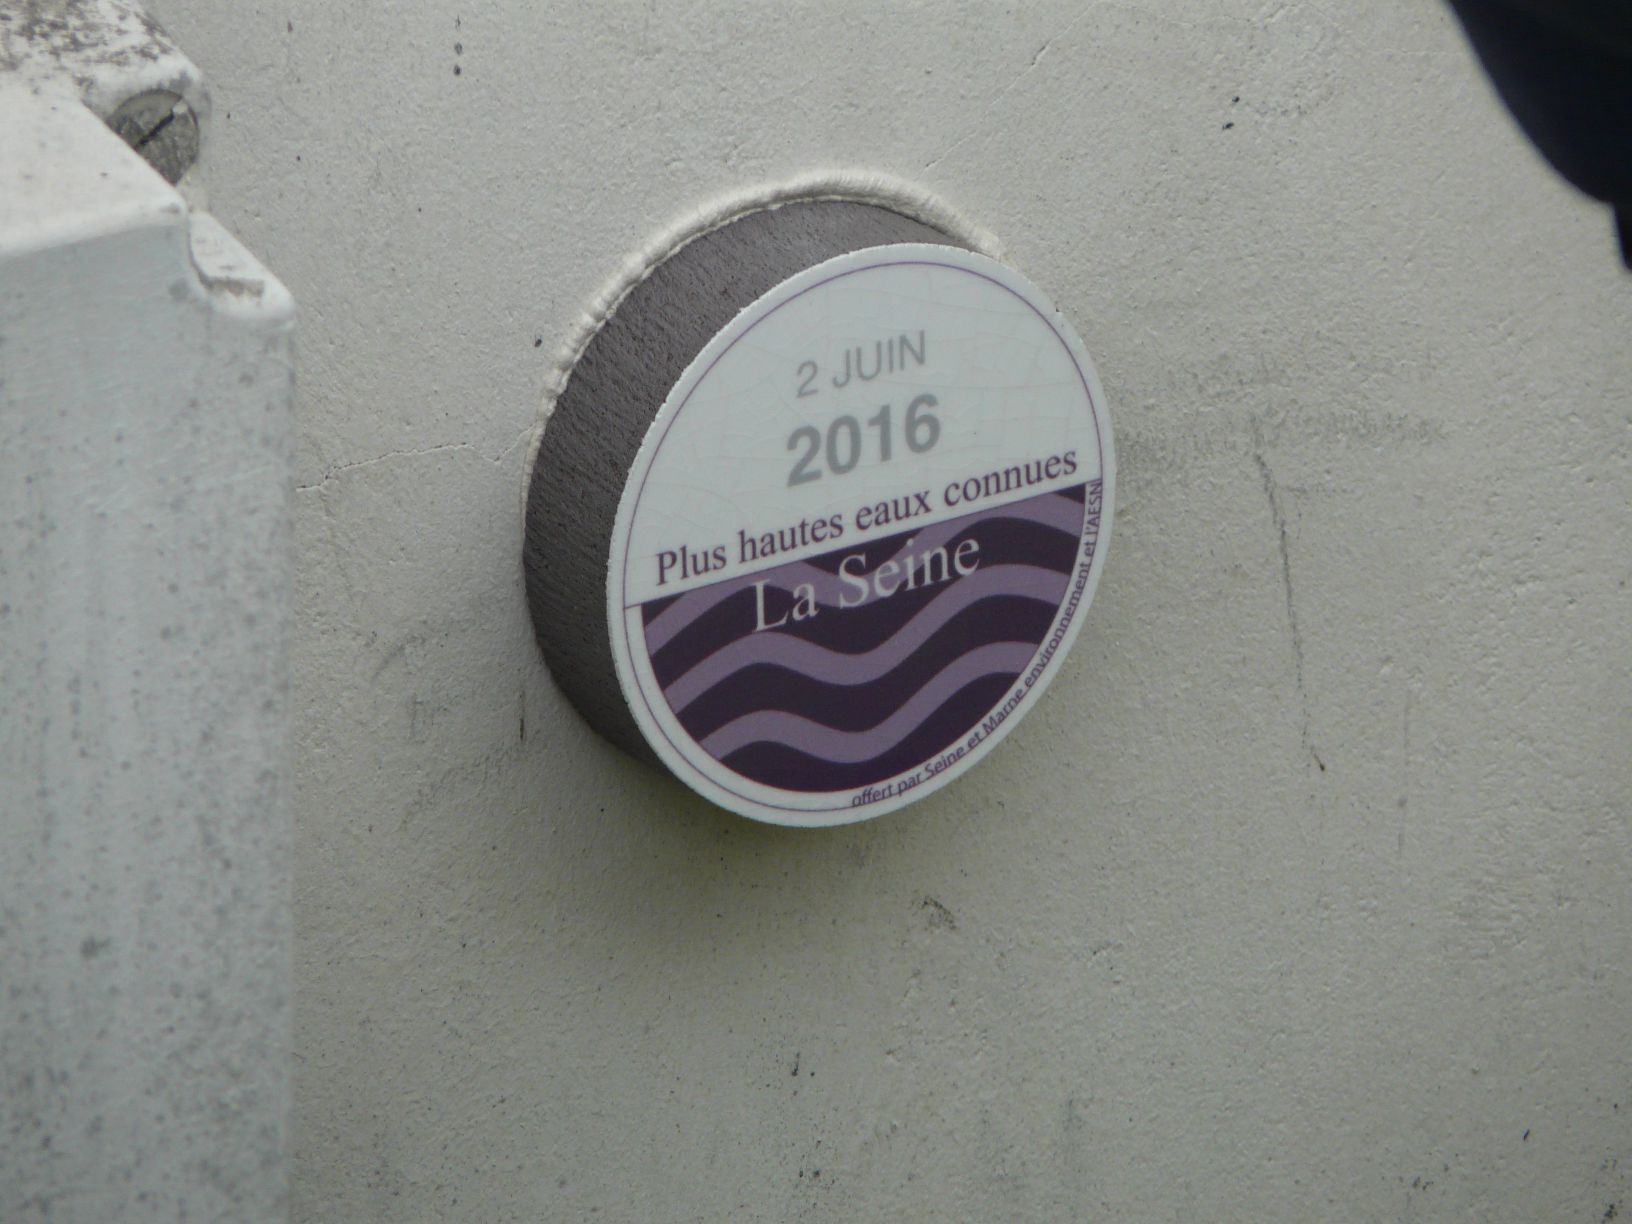 2 JUIN
2016
Plus hautes eaux connues
La Seine
offert par Seine et Marne environnement et l'AESN